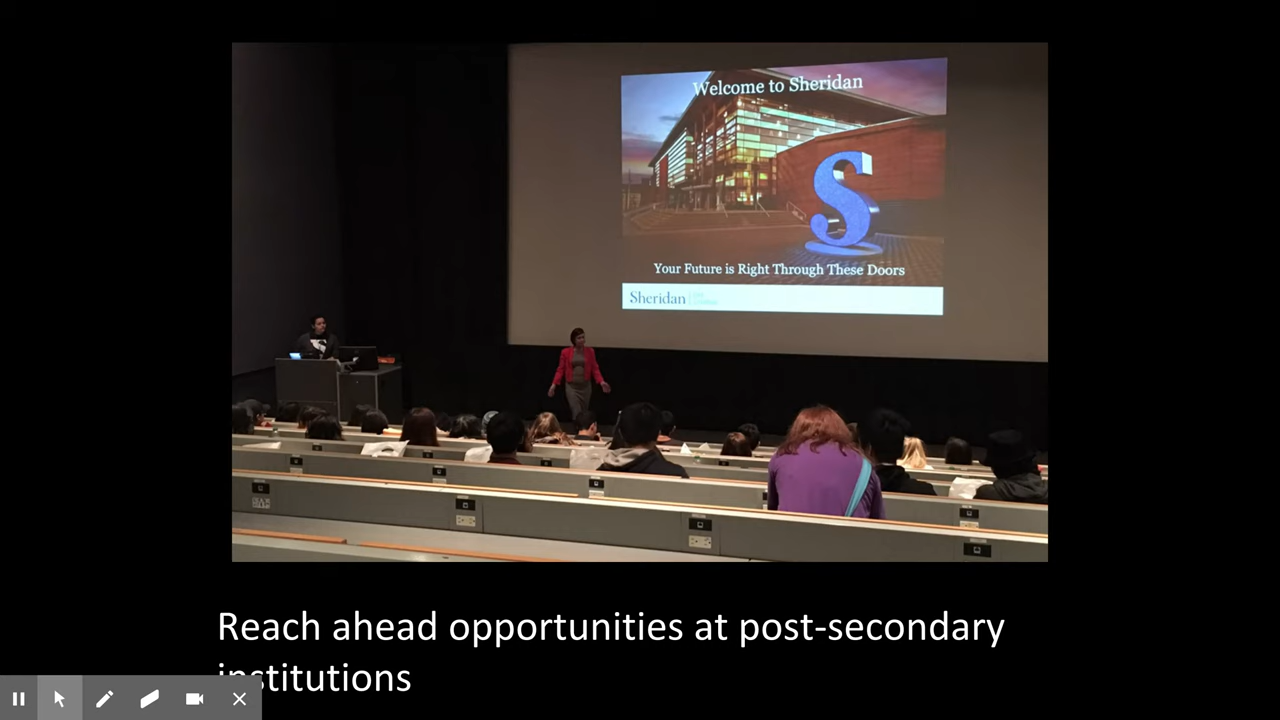 Welcome to Sheridan
S
Your Future is Right Through These Doors
Sheridan
Reach ahead opportunities at post-secondary
institutions